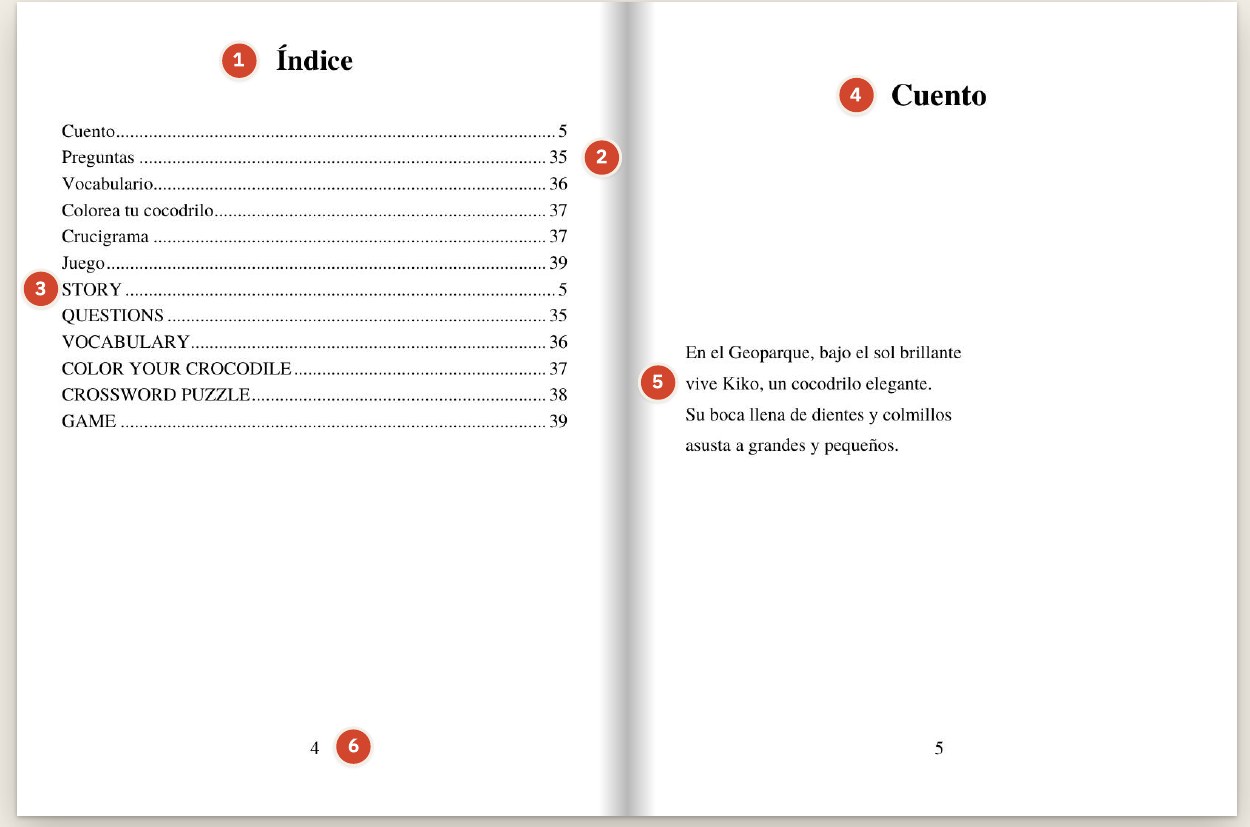 1 Índice
Cuento 5
Preguntas 35
2
Vocabulario 36
Colorea tu cocodrilo 37
Crucigrama 37
Juego 39
3 STORY 5
QUESTIONS 35
VOCABULARY 36
COLOR YOUR CROCODILE 37
CROSSWORD PUZZLE 38
GAME 39
4 6
4 Cuento
En el Geoparque, bajo el sol brillante
5 vive Kiko, un cocodrilo elegante.
Su boca llena de dientes y colmillos
asusta a grandes y pequeños.
5